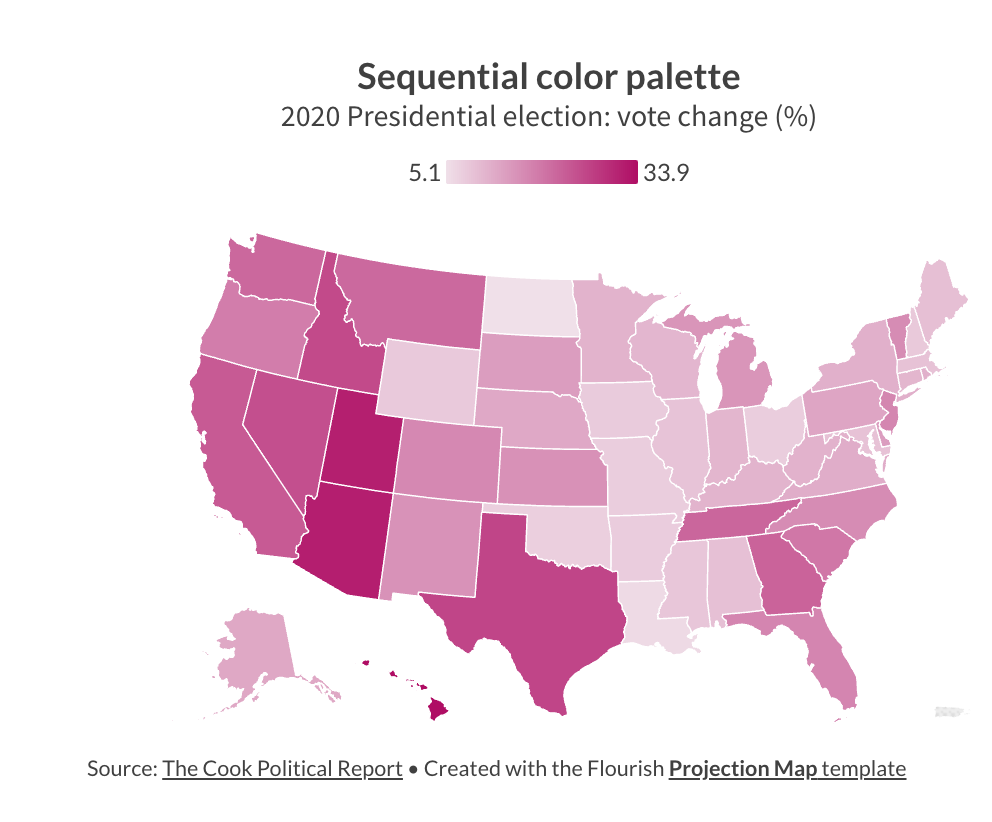 Sequential color palette
2020 Presidential election: vote change (%)
5.1 33.9
Source: The Cook Political Report • Created with the Flourish Projection Map template